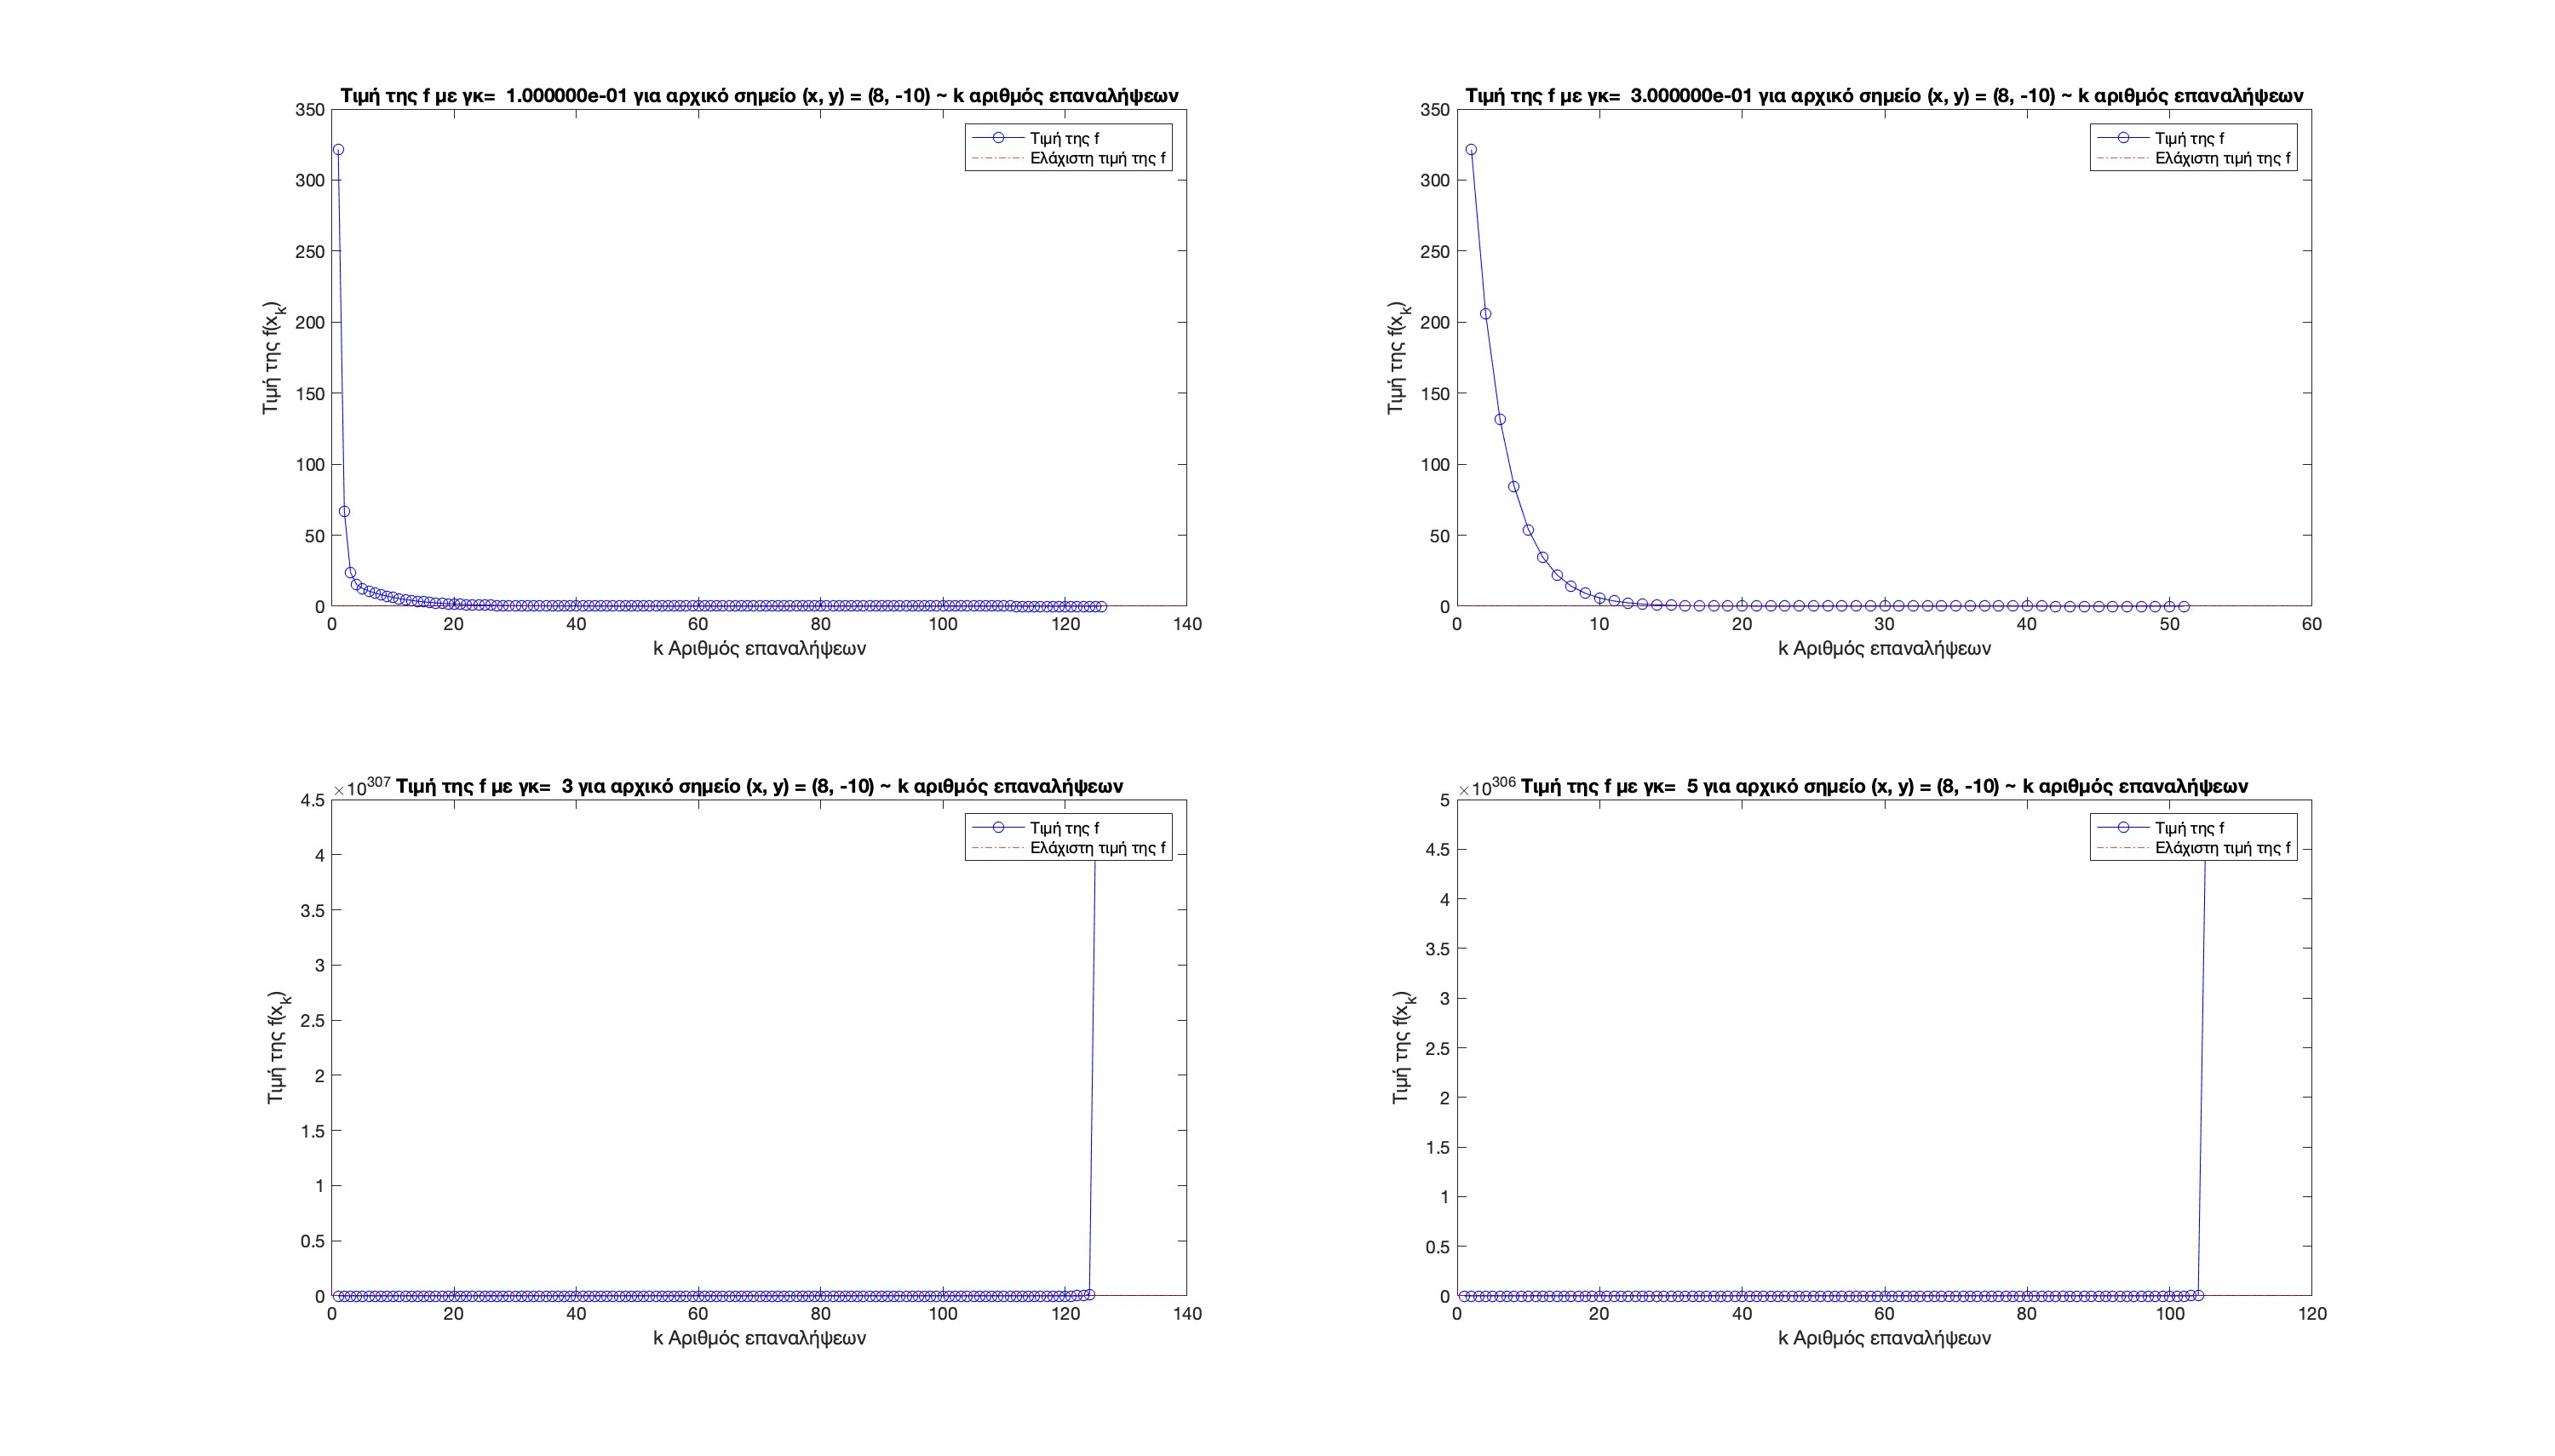 Τιμή της f με γκ=  1.000000e-01 για αρχικό σημείο (x, y) = (8, -10) ~ k αριθμός επαναλήψεων
350
300
250
200
150
100
50
0
Τιμή της f(x_k)
Τιμή της f
Ελάχιστη τιμή της f
0 20 40 60 80 100 120 140
k Αριθμός επαναλήψεων
Τιμή της f με γκ=  3.000000e-01 για αρχικό σημείο (x, y) = (8, -10) ~ k αριθμός επαναλήψεων
350
300
250
200
150
100
50
0
Τιμή της f(x_k)
Τιμή της f
Ελάχιστη τιμή της f
0 10 20 30 40 50 60
k Αριθμός επαναλήψεων
×10^307 Τιμή της f με γκ=  3 για αρχικό σημείο (x, y) = (8, -10) ~ k αριθμός επαναλήψεων
4.5
4
3.5
3
2.5
2
1.5
1
0.5
0
Τιμή της f(x_k)
Τιμή της f
Ελάχιστη τιμή της f
0 20 40 60 80 100 120 140
k Αριθμός επαναλήψεων
×10^306 Τιμή της f με γκ=  5 για αρχικό σημείο (x, y) = (8, -10) ~ k αριθμός επαναλήψεων
5
4.5
4
3.5
3
2.5
2
1.5
1
0.5
0
Τιμή της f(x_k)
Τιμή της f
Ελάχιστη τιμή της f
0 20 40 60 80 100 120
k Αριθμός επαναλήψεων